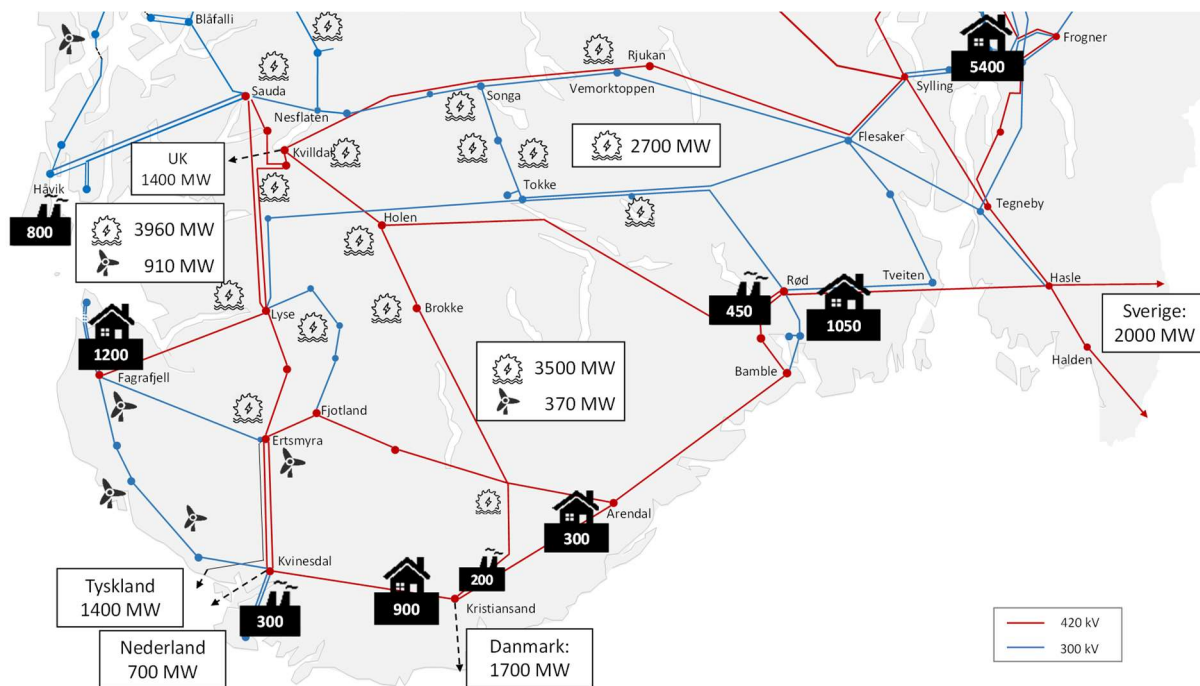 Blåfalli
Frogner
5400
Rjukan
Sylling
Sauda
Songa
Vemorktoppen
Nesflaten
Flesaker
2700 MW
UK
1400 MW
Kvilldal
Håvik
Tokke
Tegneby
800
3960 MW
910 MW
Holen
Tveiten
Hasle
Rød
Brokke
450
1050
Sverige:
2000 MW
Lyse
1200
Halden
Fagrafjell
3500 MW
370 MW
Bamble
Fjotland
Ertsmyra
Arendal
300
Kvinesdal
200
Tyskland
1400 MW
900
Kristiansand
300
420 kV
300 kV
Nederland
700 MW
Danmark:
1700 MW